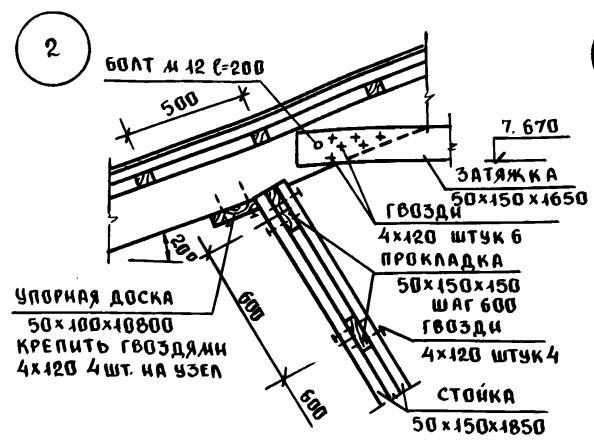 2
БОЛТ М 12 ℓ=200
500
7.670
ЗАТЯЖКА
50×150×1650
ГВОЗДИ
4×120 ШТУК 6
ПРОКЛАДКА
50×150×150
ШАГ 600
ГВОЗДИ
4×120 ШТУК 4
СТОЙКА
50×150×1850
20°
УПОРНАЯ ДОСКА
50×100×10800
КРЕПИТЬ ГВОЗДЯМИ
4×120 4ШТ. НА УЗЕЛ
600
600